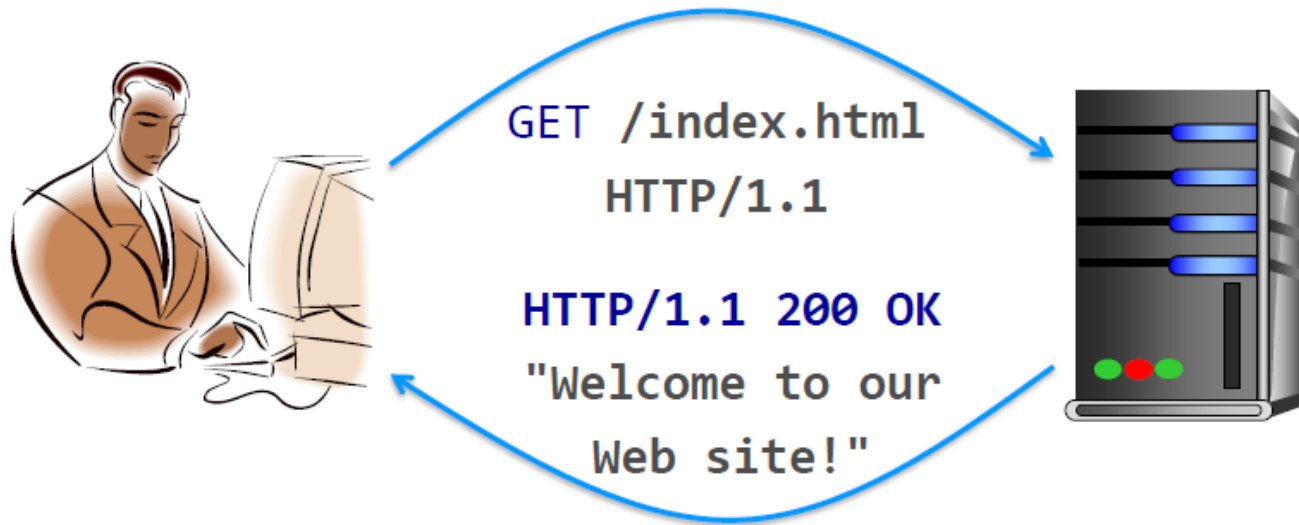 GET /index.html
HTTP/1.1
HTTP/1.1 200 OK
"Welcome to our
Web site!"